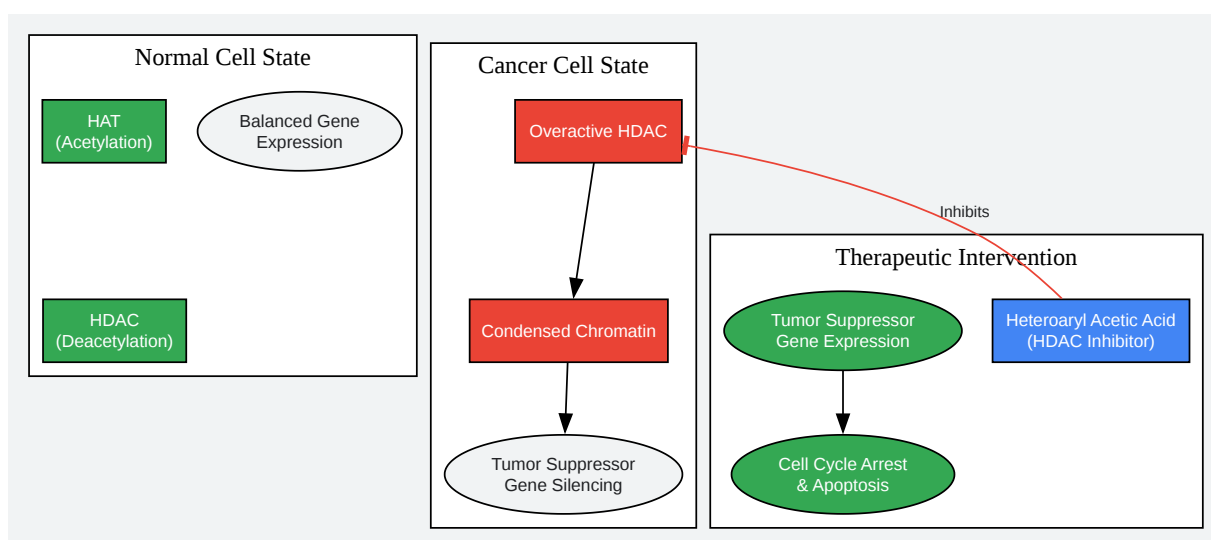 Normal Cell State
HAT
(Acetylation)
Balanced Gene
Expression
HDAC
(Deacetylation)
Cancer Cell State
Overactive HDAC
Condensed Chromatin
Tumor Suppressor
Gene Silencing
Inhibits
Therapeutic Intervention
Tumor Suppressor
Gene Expression
Heteroaryl Acetic Acid
(HDAC Inhibitor)
Cell Cycle Arrest
& Apoptosis